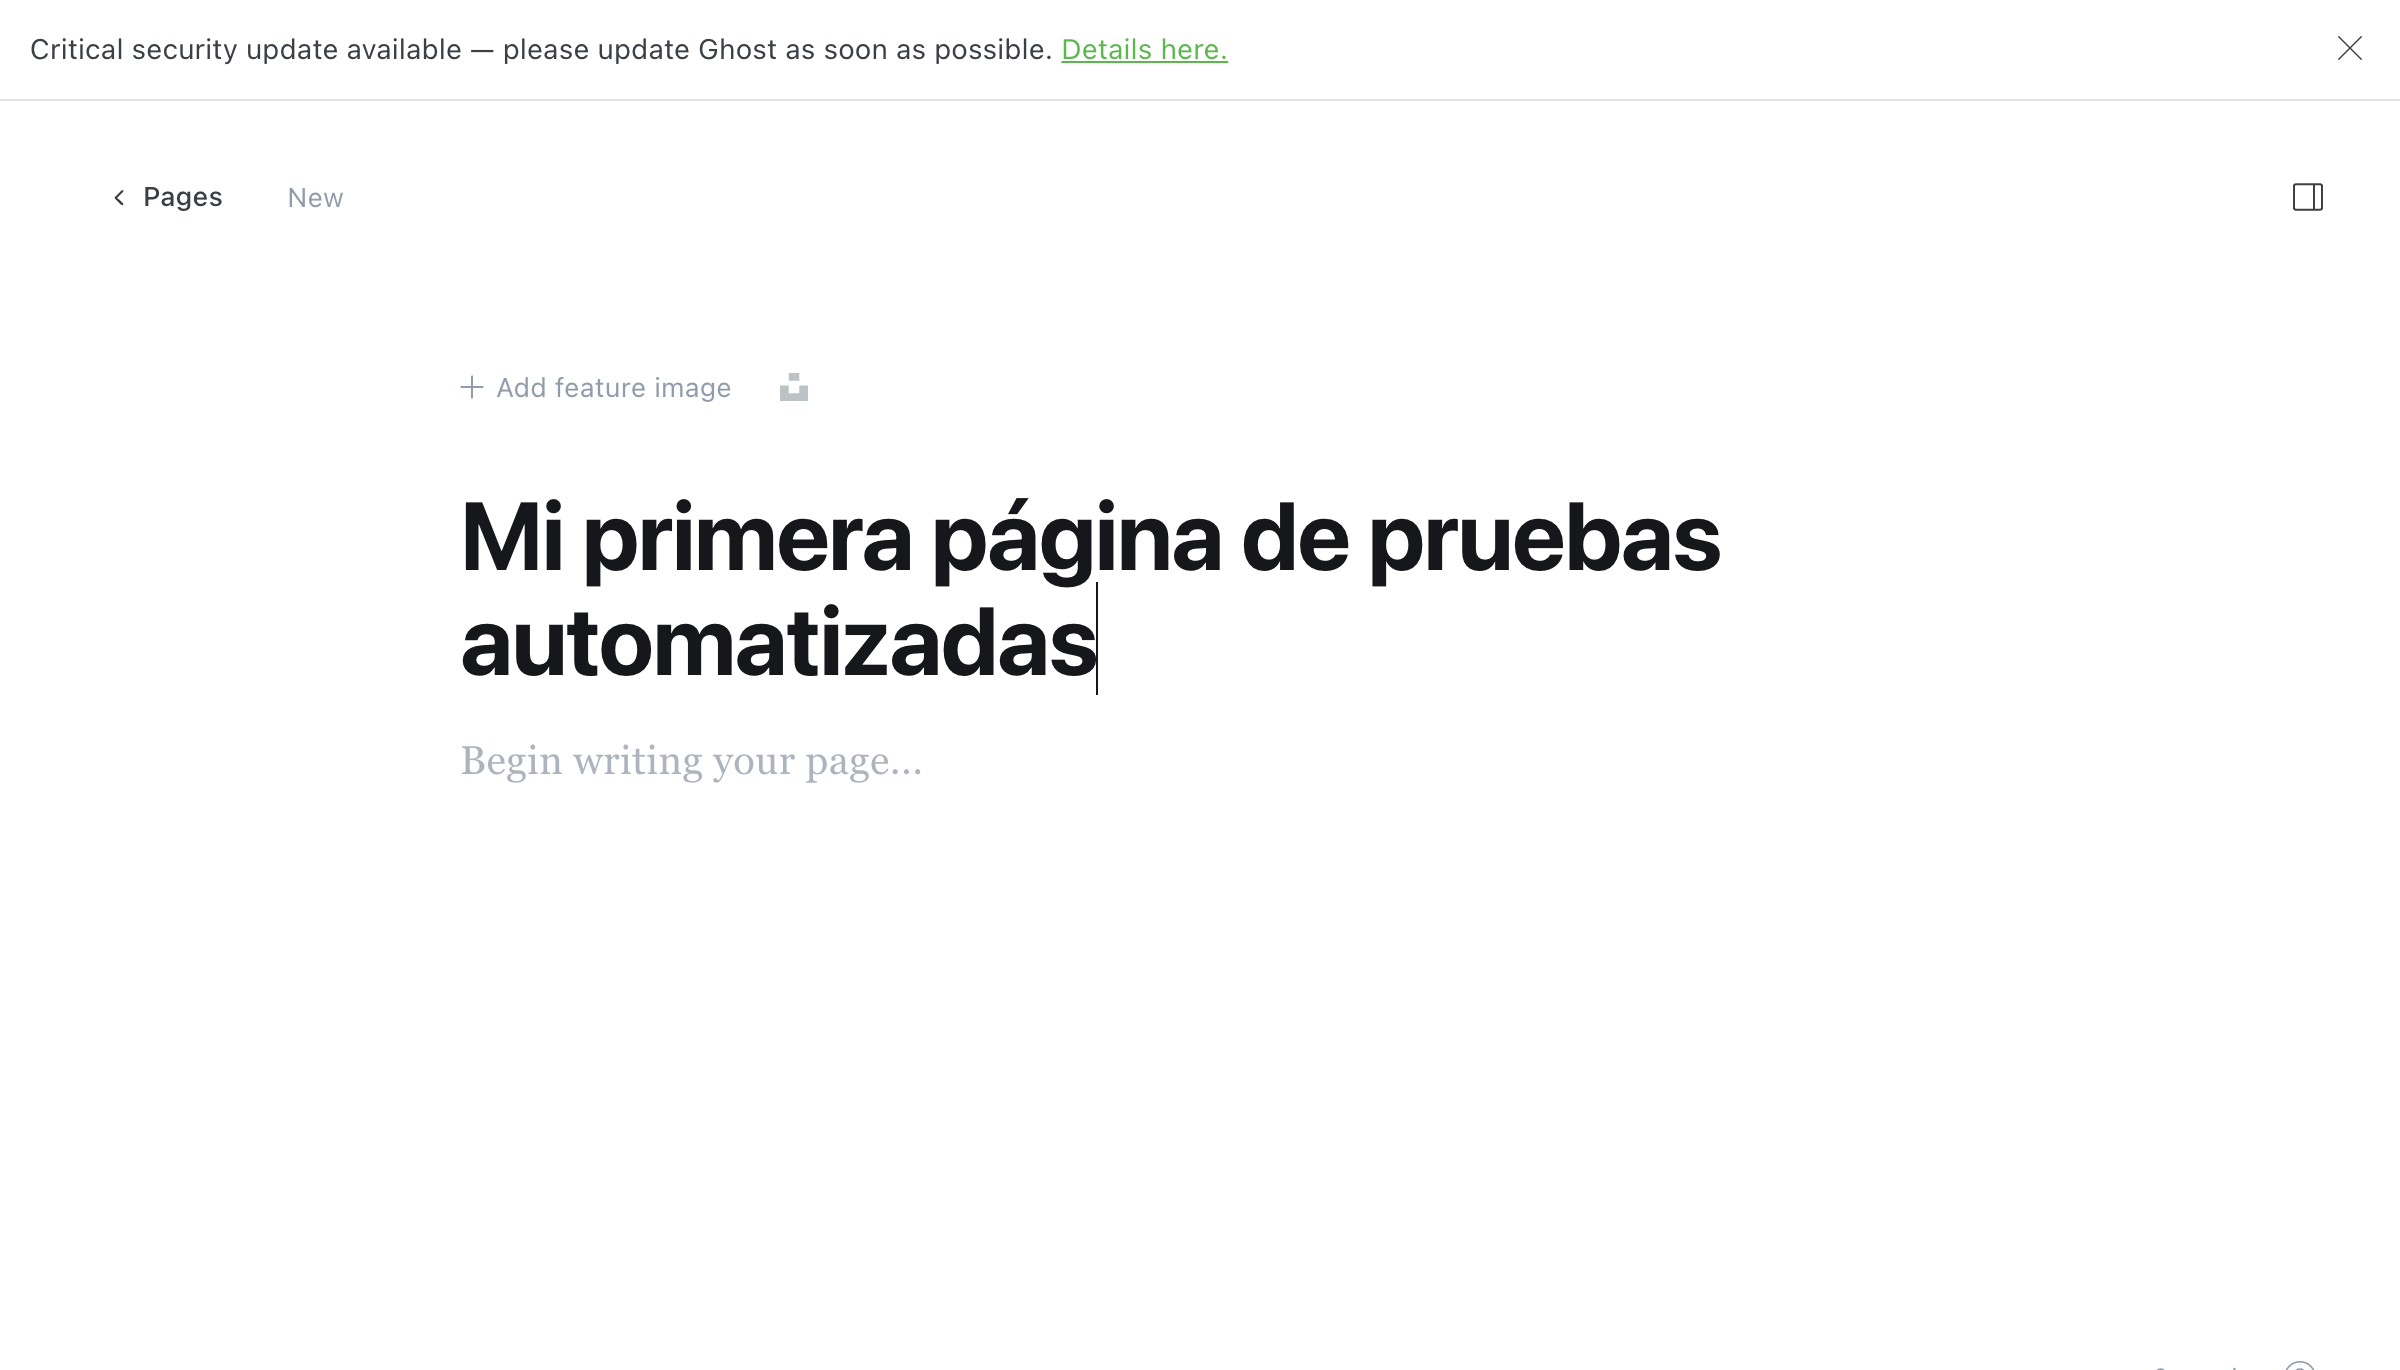 Critical security update available — please update Ghost as soon as possible. Details here.
Pages New
Add feature image
Mi primera página de pruebas
automatizadas
Begin writing your page...